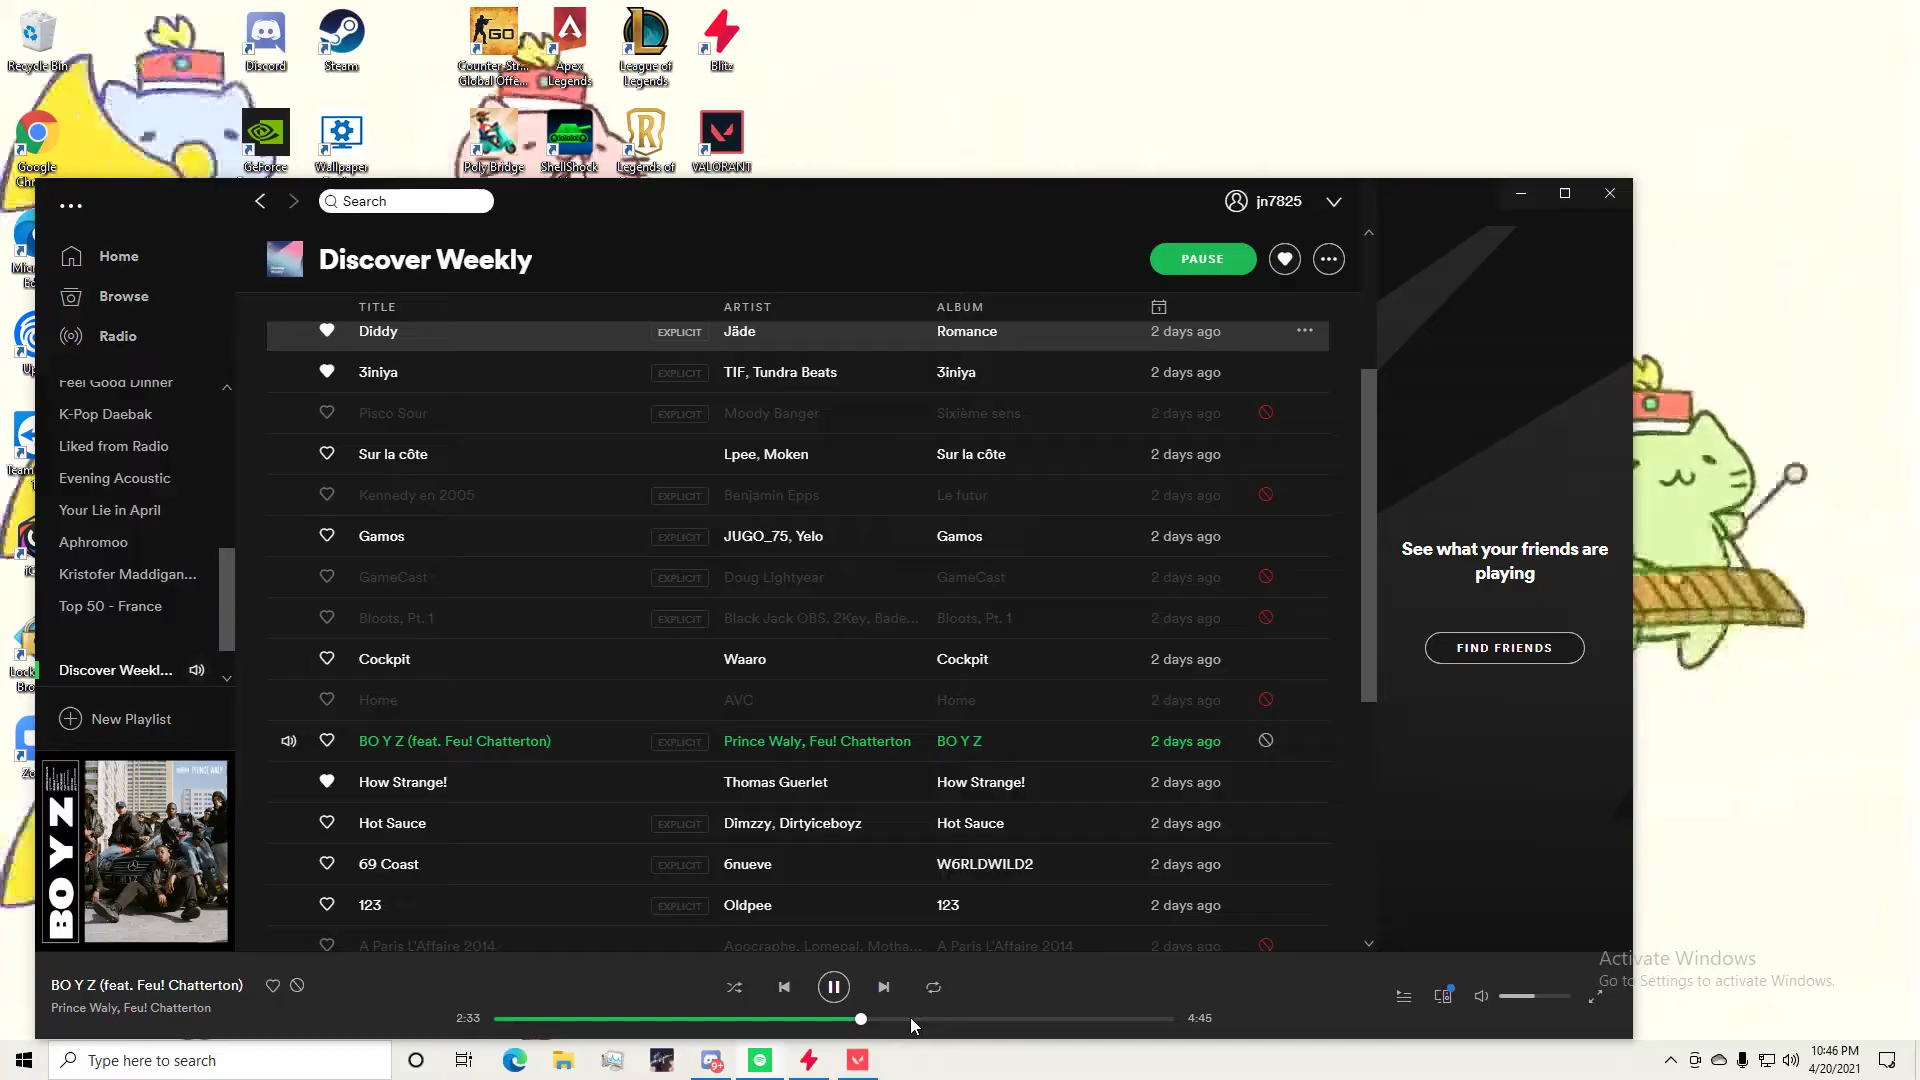 Recycle Bin
Discord
Steam
Counter-Str...
Global Offe...
Apex
Legends
League of
Legends
Blitz
Google
Chr
GeForce
Wallpaper
Poly Bridge
ShellShock
Legends of
VALORANT
Search
jn7825
Home
Browse
Radio
Feel Good Dinner
K-Pop Daebak
Liked from Radio
Evening Acoustic
Your Lie in April
Aphromoo
Kristofer Maddigan...
Top 50 - France
Discover Weekl...
New Playlist
Discover Weekly
PAUSE
TITLE ARTIST ALBUM
Diddy EXPLICIT Jäde Romance 2 days ago
3iniya EXPLICIT TIF, Tundra Beats 3iniya 2 days ago
Pisco Sour EXPLICIT Moody Banger Sixième sens 2 days ago
Sur la côte Lpee, Moken Sur la côte 2 days ago
Kennedy en 2005 EXPLICIT Benjamin Epps Le futur 2 days ago
Gamos EXPLICIT JUGO_75, Yelo Gamos 2 days ago
GameCast EXPLICIT Doug Lightyear GameCast 2 days ago
Bloots, Pt. 1 EXPLICIT Black Jack OBS, 2Key, Bade... Bloots, Pt. 1 2 days ago
Cockpit Waaro Cockpit 2 days ago
Home AVC Home 2 days ago
BO Y Z (feat. Feu! Chatterton) EXPLICIT Prince Waly, Feu! Chatterton BO Y Z 2 days ago
How Strange! Thomas Guerlet How Strange! 2 days ago
Hot Sauce EXPLICIT Dimzzy, Dirtyiceboyz Hot Sauce 2 days ago
69 Coast EXPLICIT 6nueve W6RLDWILD2 2 days ago
123 EXPLICIT Oldpee 123 2 days ago
A Paris L'Affaire 2014 Apocraphe, Lomepal, Motha... A Paris L'Affaire 2014 2 days ago
See what your friends are
playing
FIND FRIENDS
BO Y Z
PRINCE WALY
BO Y Z (feat. Feu! Chatterton)
Prince Waly, Feu! Chatterton
2:33
4:45
Activate Windows
Go to Settings to activate Windows.
Type here to search
9+
10:46 PM
4/20/2021